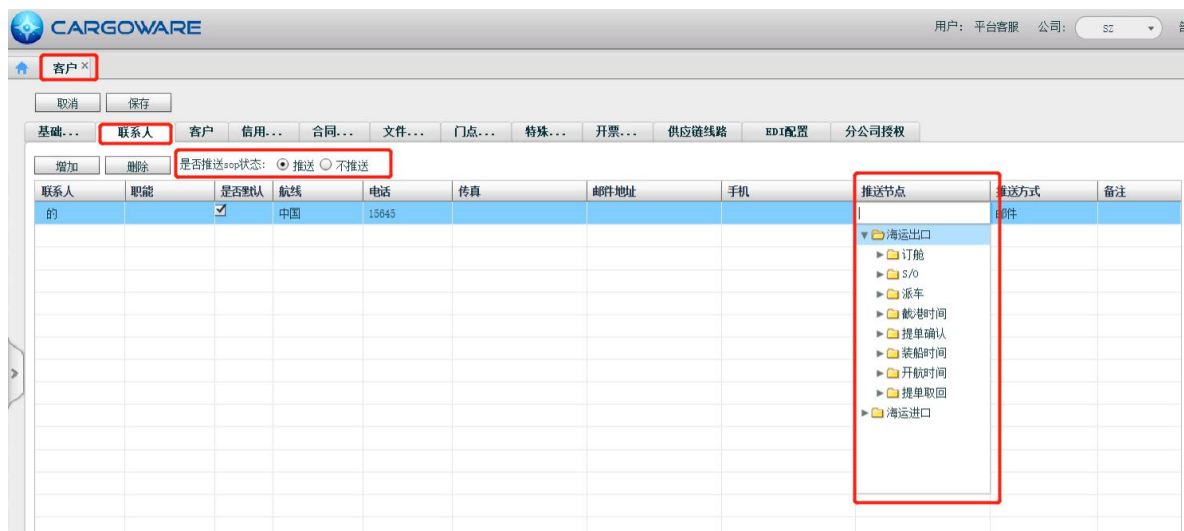 CARGOWARE 用户: 平台客服 公司: SZ
客户
取消 保存
基础... 联系人 客户 信用... 合同... 文件... 门点... 特殊... 开票... 供应链线路 EDI配置 分公司授权
增加 删除 是否推送sop状态: 推送 不推送
联系人 职能 是否默认 航线 电话 传真 邮件地址 手机 推送节点 推送方式 备注
的 中国 15645 邮件
海运出口
订舱
S/O
派车
截港时间
提单确认
装船时间
开航时间
提单取回
海运进口